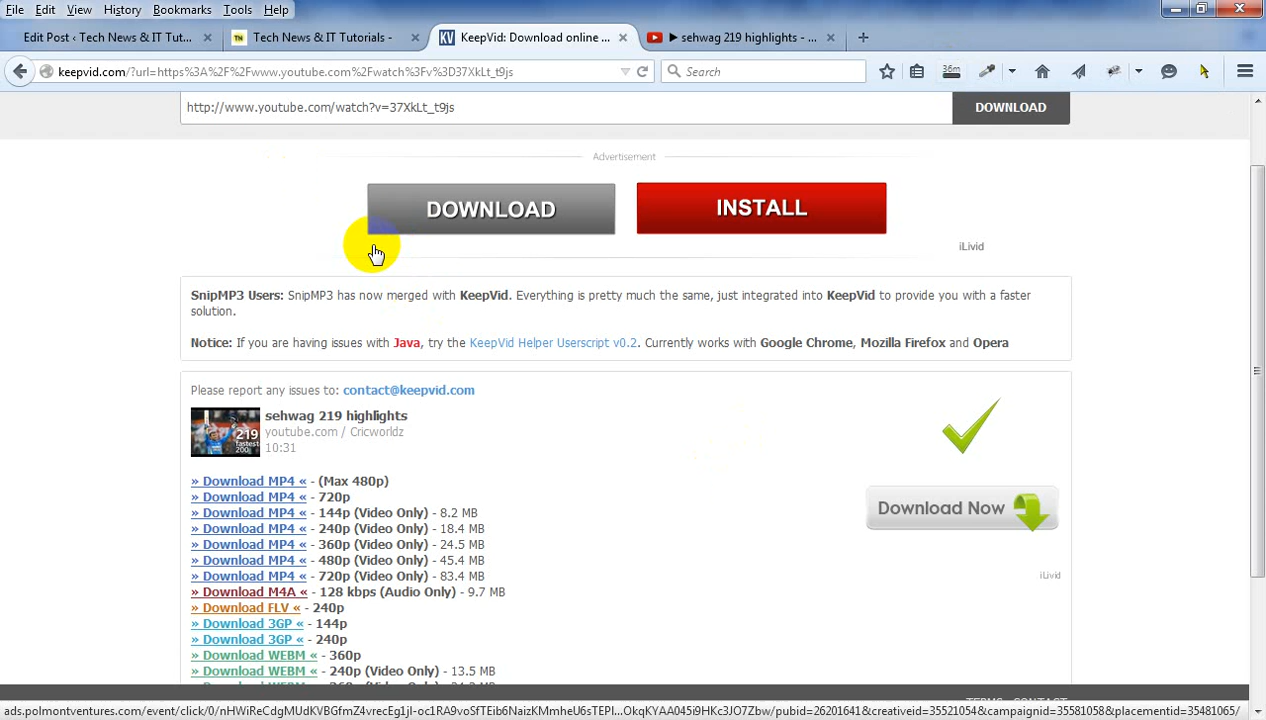 File Edit View History Bookmarks Tools Help
Edit Post ‹ Tech News & IT Tut... × TN Tech News & IT Tutorials - × KV KeepVid: Download online ... × ▶ sehwag 219 highlights - ... × +
keepvid.com/?url=https%3A%2F%2Fwww.youtube.com%2Fwatch%3Fv%3D37XkLt_t9js Search 36m
http://www.youtube.com/watch?v=37XkLt_t9js DOWNLOAD
Advertisement
DOWNLOAD INSTALL
iLivid
SnipMP3 Users: SnipMP3 has now merged with KeepVid. Everything is pretty much the same, just integrated into KeepVid to provide you with a faster
solution.
Notice: If you are having issues with Java, try the KeepVid Helper Userscript v0.2. Currently works with Google Chrome, Mozilla Firefox and Opera
Please report any issues to: contact@keepvid.com
219
fastest
200
sehwag 219 highlights
youtube.com / Cricworldz
10:31
» Download MP4 « - (Max 480p)
» Download MP4 « - 720p
» Download MP4 « - 144p (Video Only) - 8.2 MB
» Download MP4 « - 240p (Video Only) - 18.4 MB
» Download MP4 « - 360p (Video Only) - 24.5 MB
» Download MP4 « - 480p (Video Only) - 45.4 MB
» Download MP4 « - 720p (Video Only) - 83.4 MB
» Download M4A « - 128 kbps (Audio Only) - 9.7 MB
» Download FLV « - 240p
» Download 3GP « - 144p
» Download 3GP « - 240p
» Download WEBM « - 360p
» Download WEBM « - 240p (Video Only) - 13.5 MB
Download Now
iLivid